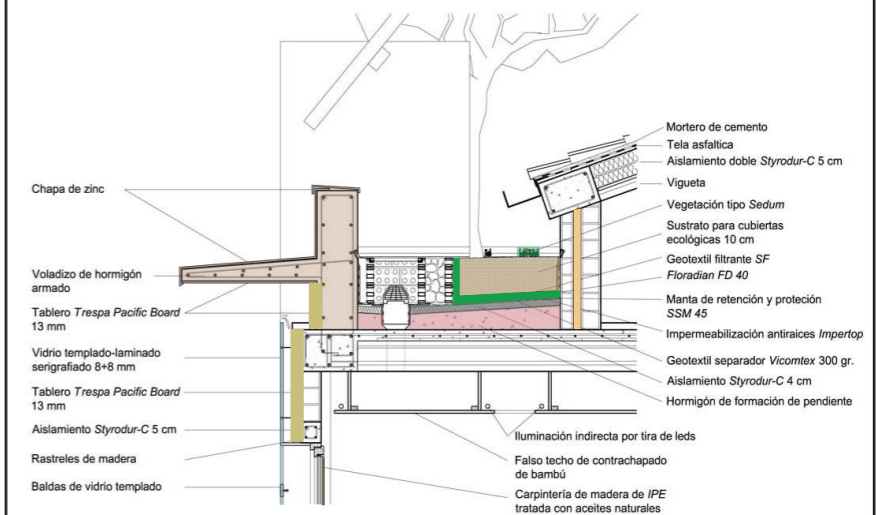 Chapa de zinc
Voladizo de hormigón
armado
Tablero Trespa Pacific Board
13 mm
Vidrio templado-laminado
serigrafiado 8+8 mm
Tablero Trespa Pacific Board
13 mm
Aislamiento Styrodur-C 5 cm
Rastreles de madera
Baldas de vidrio templado
Mortero de cemento
Tela asfaltica
Aislamiento doble Styrodur-C 5 cm
Vigueta
Vegetación tipo Sedum
Sustrato para cubiertas
ecológicas 10 cm
Geotextil filtrante SF
Floradian FD 40
Manta de retención y proteción
SSM 45
Impermeabilización antiraices Impertop
Geotextil separador Vicomtex 300 gr.
Aislamiento Styrodur-C 4 cm
Hormigón de formación de pendiente
Iluminación indirecta por tira de leds
Falso techo de contrachapado
de bambú
Carpintería de madera de IPE
tratada con aceites naturales